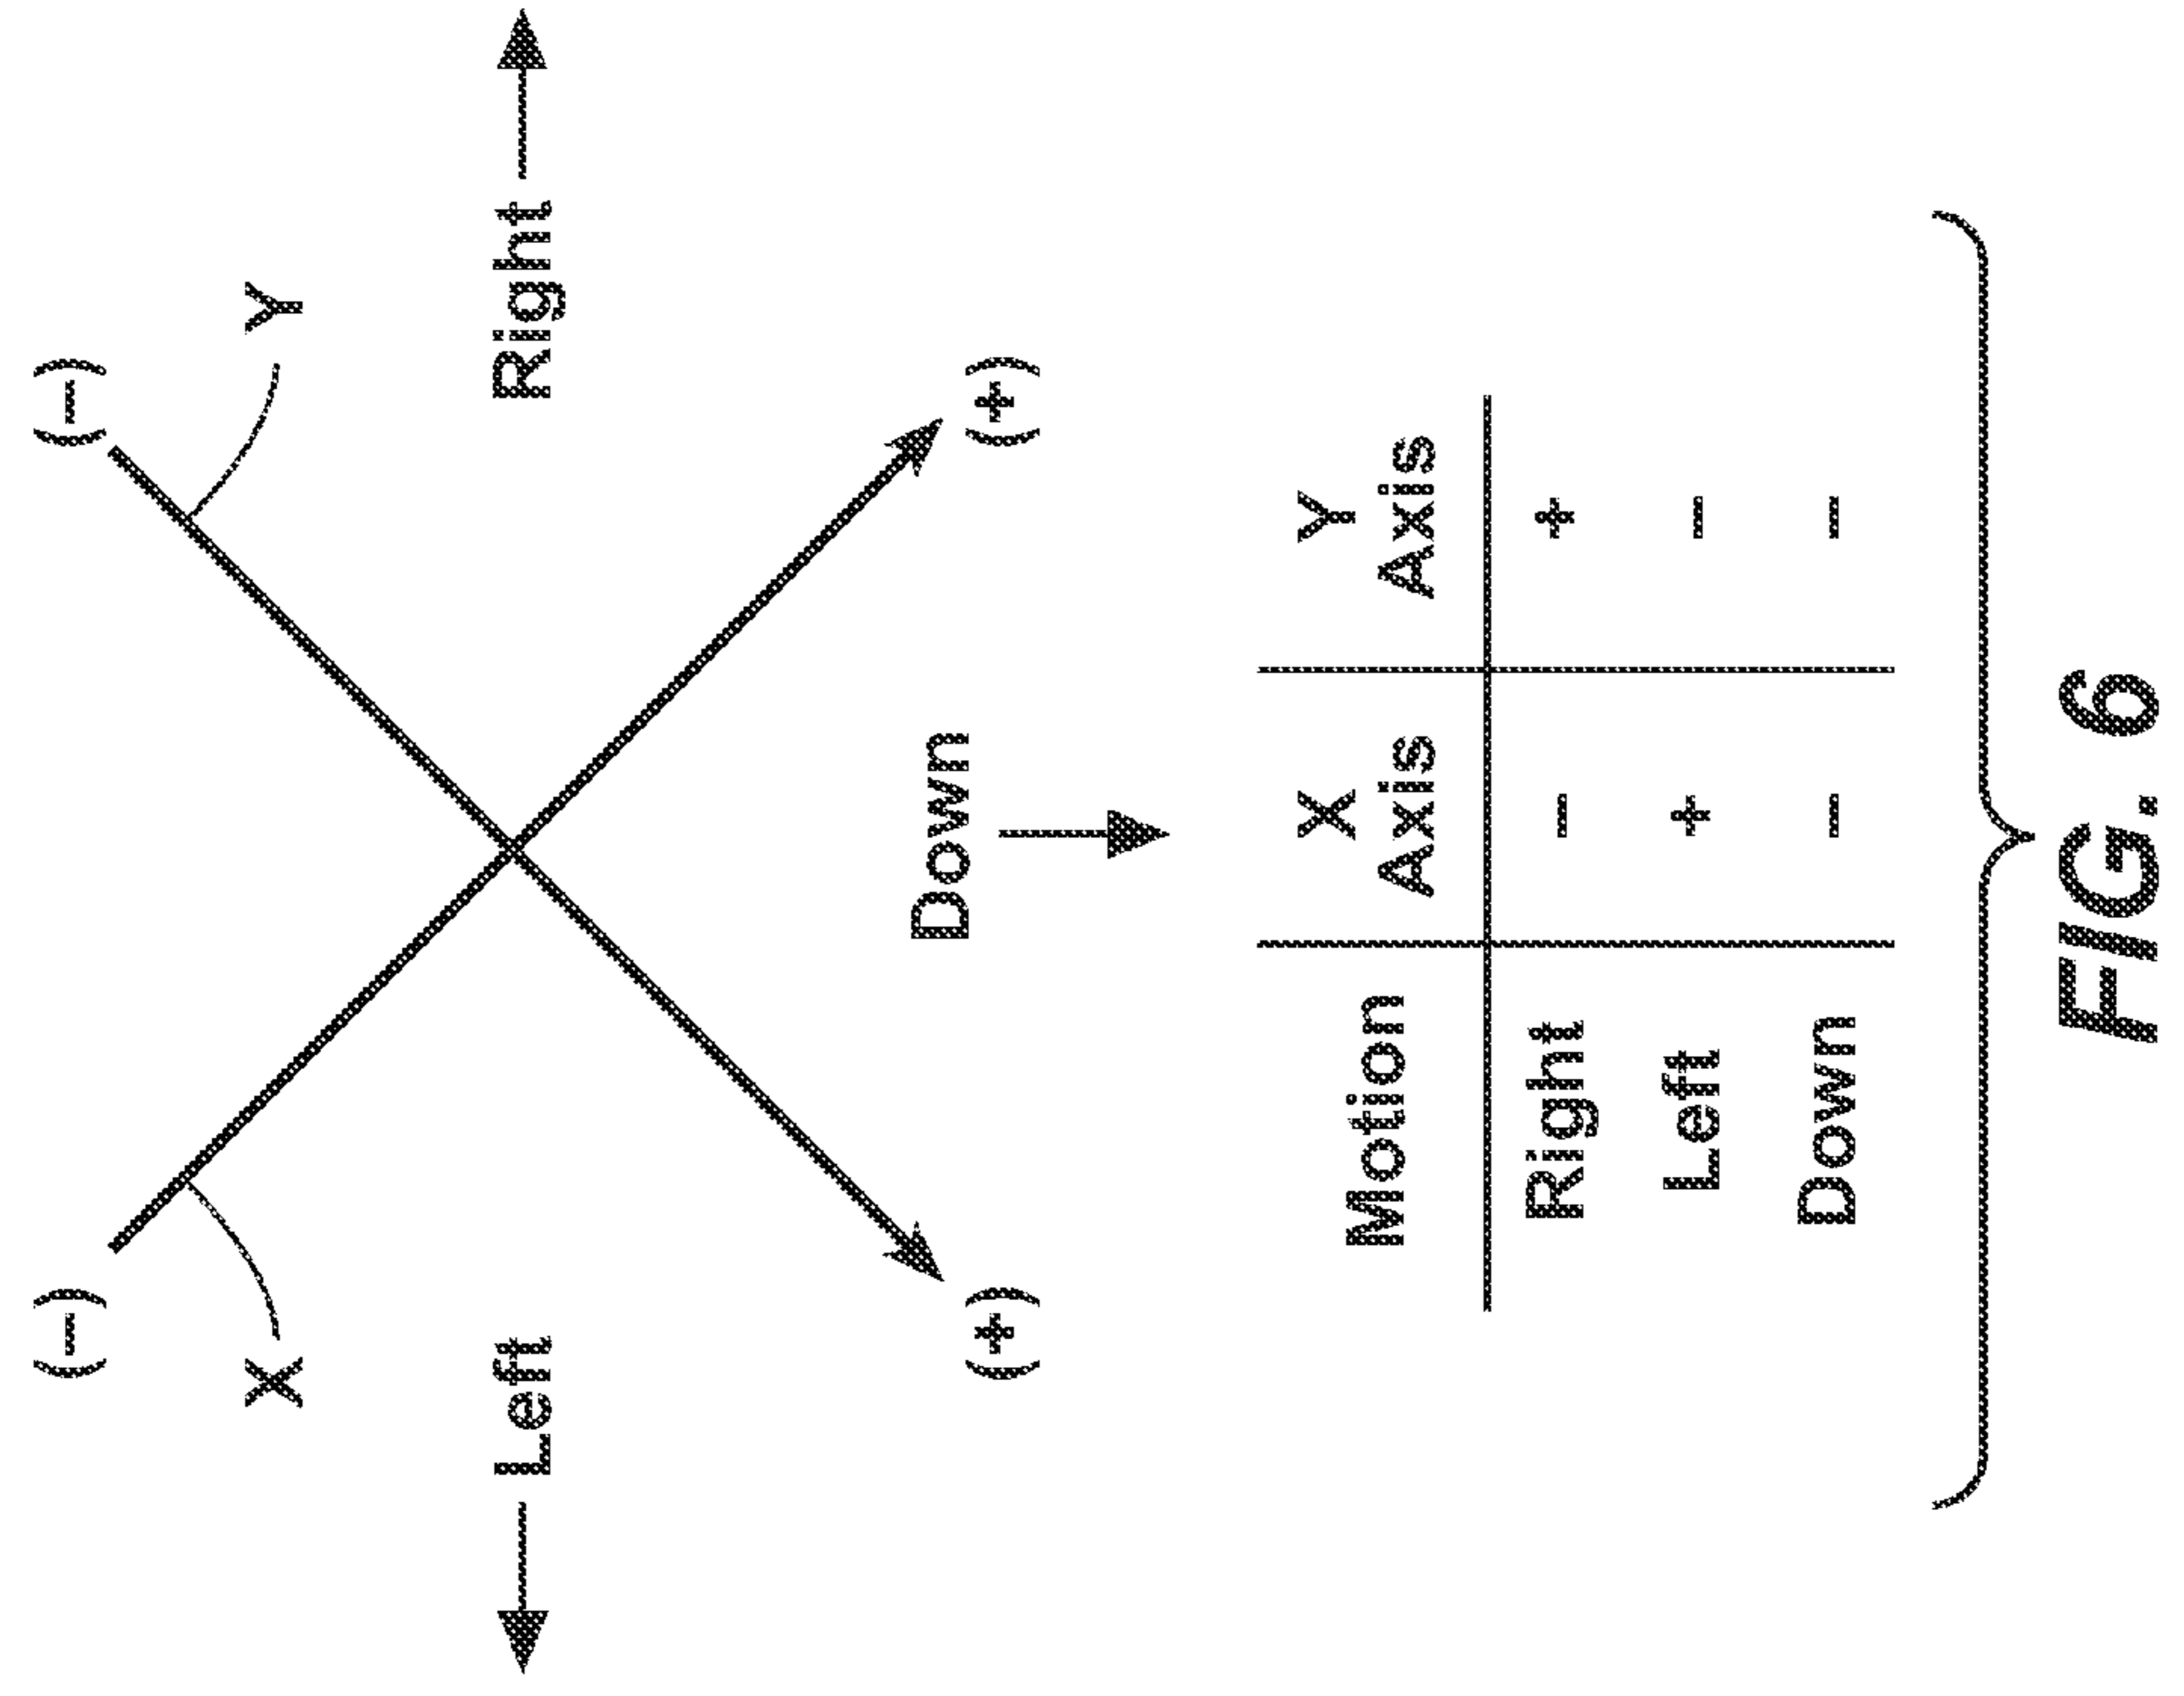 (−) (−)
X Y
Left Right
Down
(+) (+)
Motion X Axis Y Axis
Right − +
Left + −
Down − −
FIG. 6